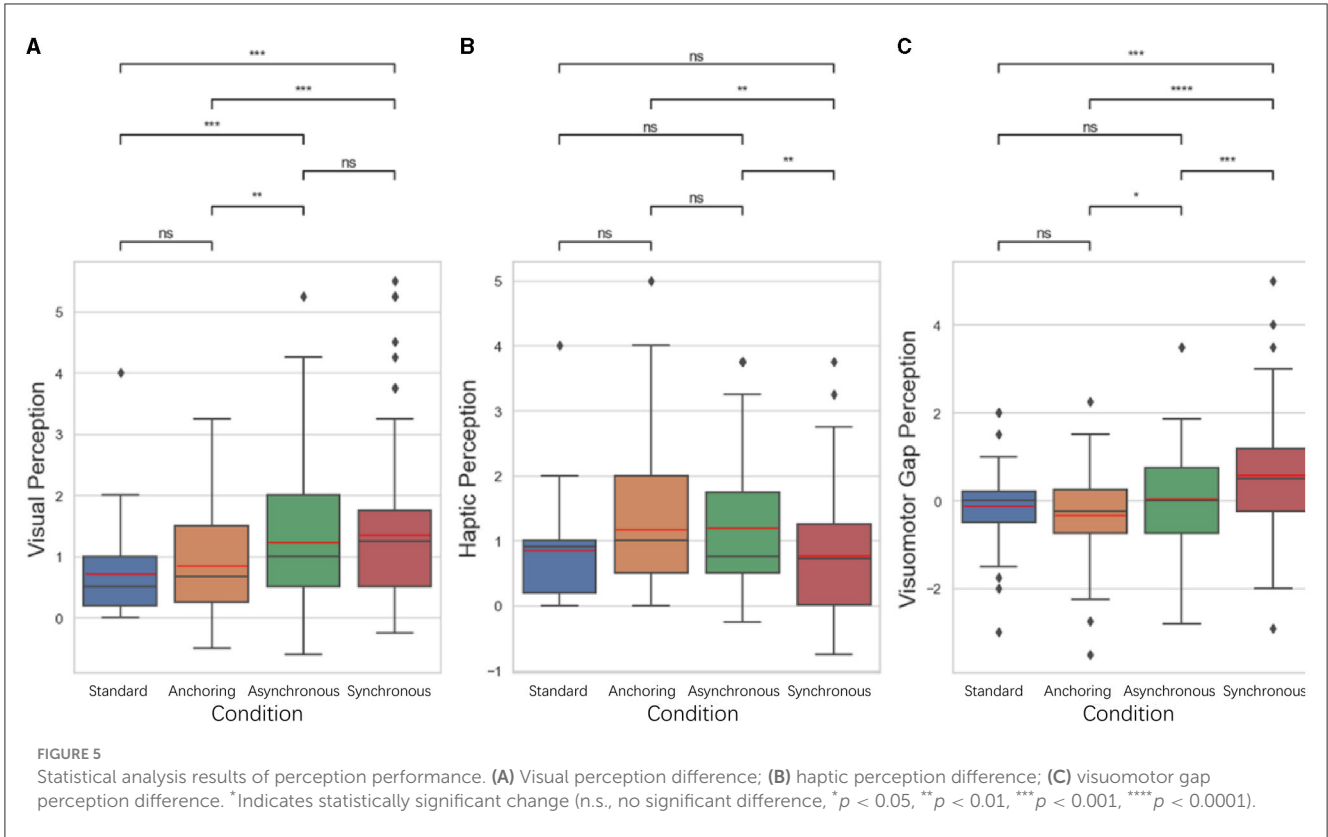 A
***
***
***
ns
**
ns
Visual Perception
5
4
3
2
1
0
Standard Anchoring Asynchronous Synchronous
Condition
B
ns
**
ns
**
ns
ns
Haptic Perception
5
4
3
2
1
0
−1
Standard Anchoring Asynchronous Synchronous
Condition
C
***
****
ns
***
*
ns
Visuomotor Gap Perception
4
2
0
−2
Standard Anchoring Asynchronous Synchronous
Condition
FIGURE 5
Statistical analysis results of perception performance. (A) Visual perception difference; (B) haptic perception difference; (C) visuomotor gap
perception difference. *Indicates statistically significant change (n.s., no significant difference, *p < 0.05, **p < 0.01, ***p < 0.001, ****p < 0.0001).